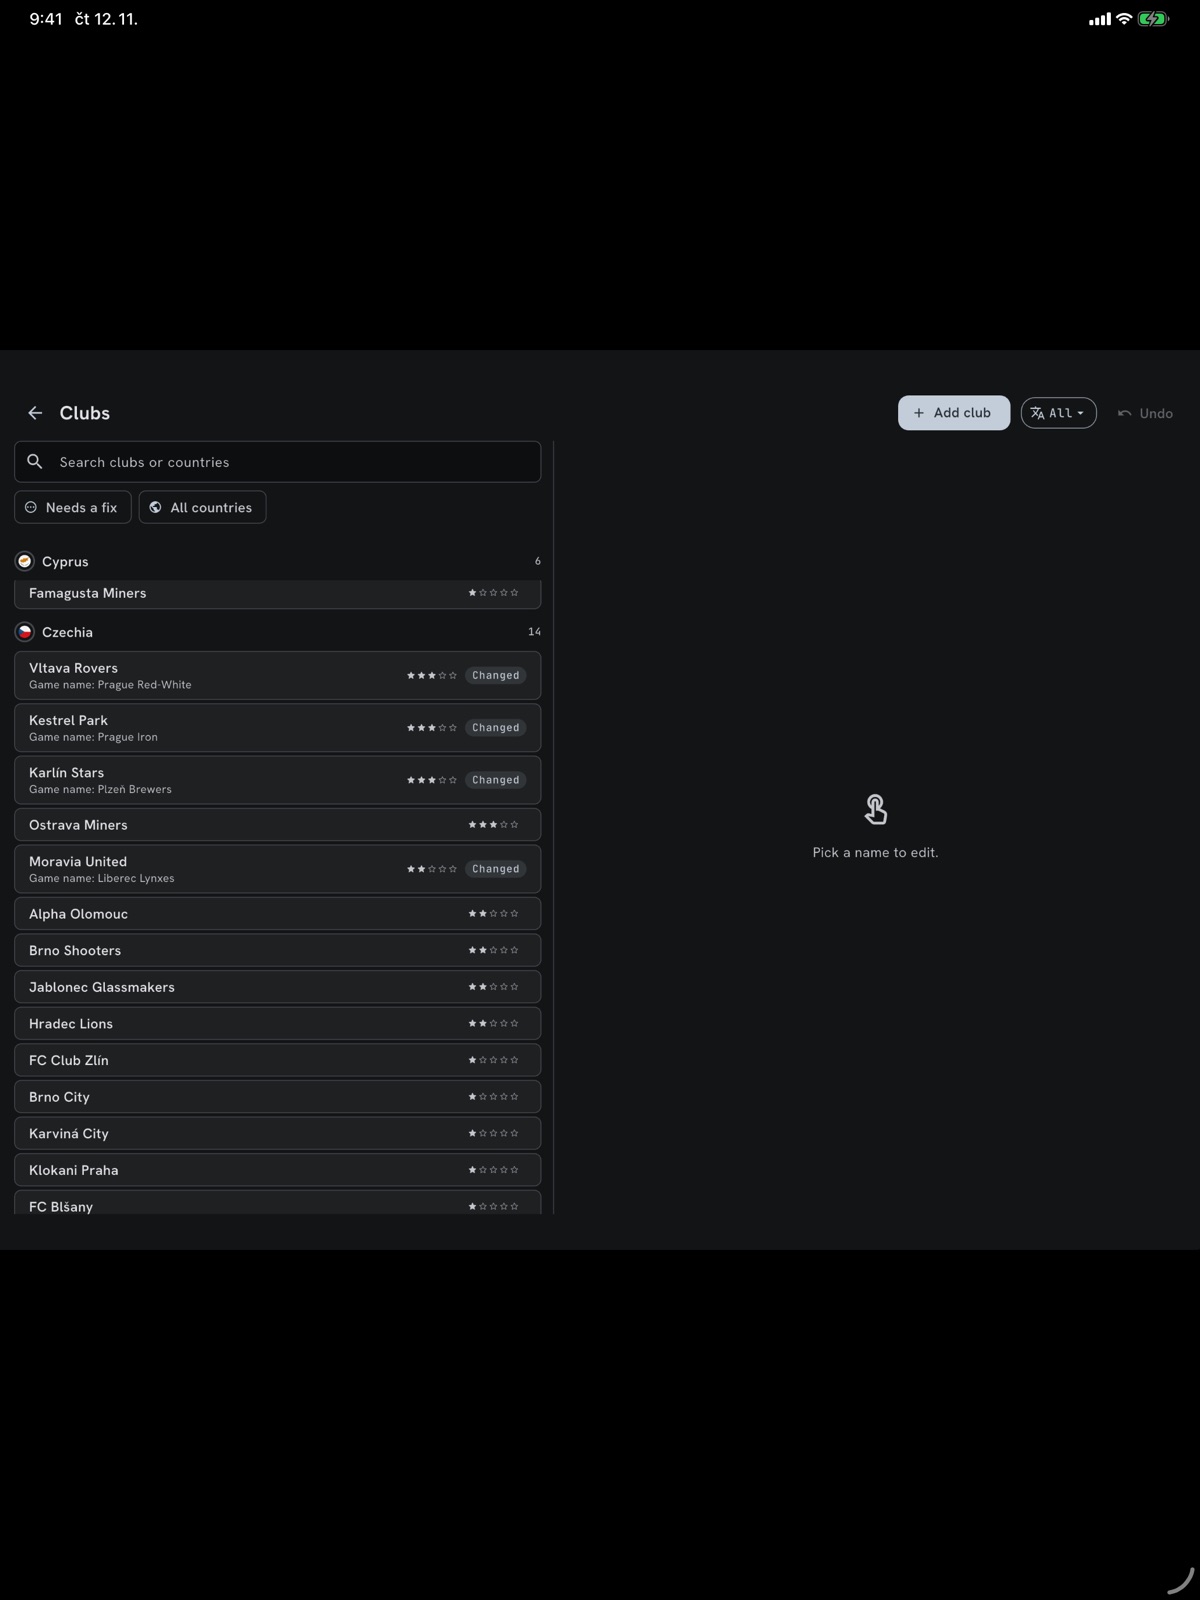 9:41 čt 12. 11.
Clubs
Add club
All
Undo
Search clubs or countries
Needs a fix
All countries
Cyprus 6
Famagusta Miners
Czechia 14
Vltava Rovers
Game name: Prague Red-White
Changed
Kestrel Park
Game name: Prague Iron
Changed
Karlín Stars
Game name: Plzeň Brewers
Changed
Ostrava Miners
Moravia United
Game name: Liberec Lynxes
Changed
Alpha Olomouc
Brno Shooters
Jablonec Glassmakers
Hradec Lions
FC Club Zlín
Brno City
Karviná City
Klokani Praha
FC Blšany
Pick a name to edit.